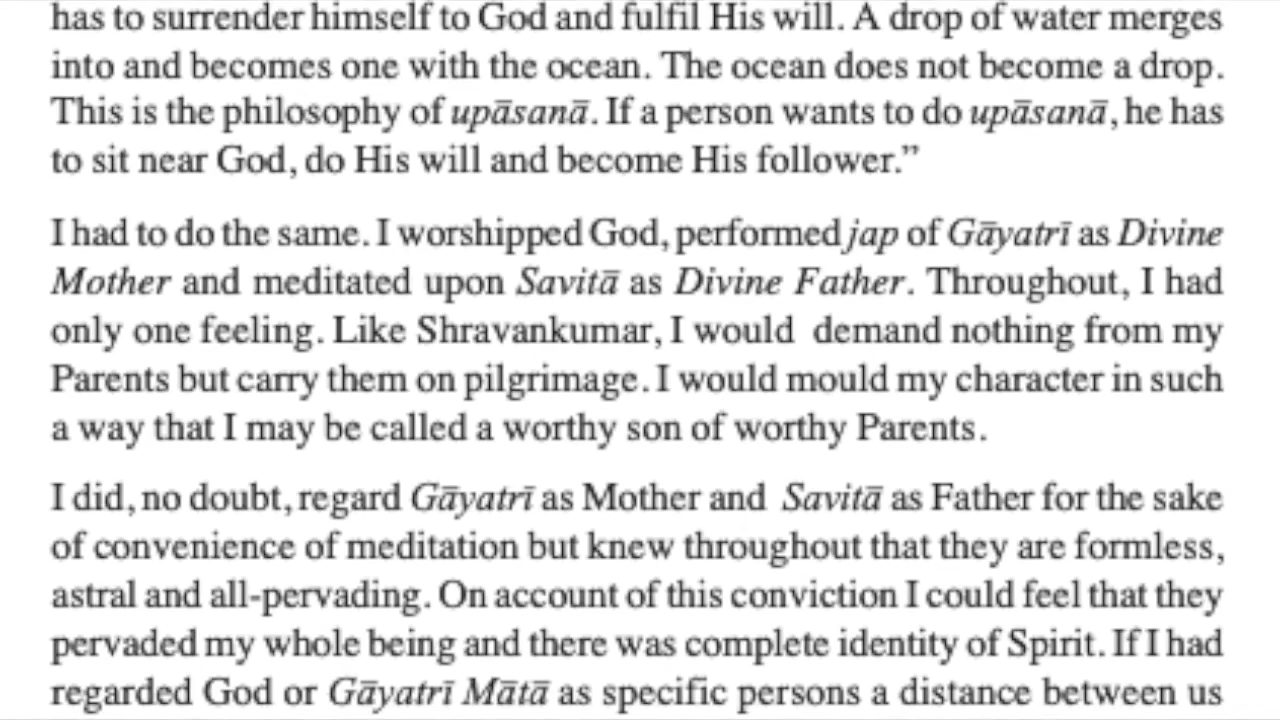 has to surrender himself to God and fulfil His will. A drop of water merges
into and becomes one with the ocean. The ocean does not become a drop.
This is the philosophy of upāsanā. If a person wants to do upāsanā, he has
to sit near God, do His will and become His follower.”
I had to do the same. I worshipped God, performed jap of Gāyatrī as Divine
Mother and meditated upon Savitā as Divine Father. Throughout, I had
only one feeling. Like Shravankumar, I would demand nothing from my
Parents but carry them on pilgrimage. I would mould my character in such
a way that I may be called a worthy son of worthy Parents.
I did, no doubt, regard Gāyatrī as Mother and Savitā as Father for the sake
of convenience of meditation but knew throughout that they are formless,
astral and all-pervading. On account of this conviction I could feel that they
pervaded my whole being and there was complete identity of Spirit. If I had
regarded God or Gāyatrī Mātā as specific persons a distance between us